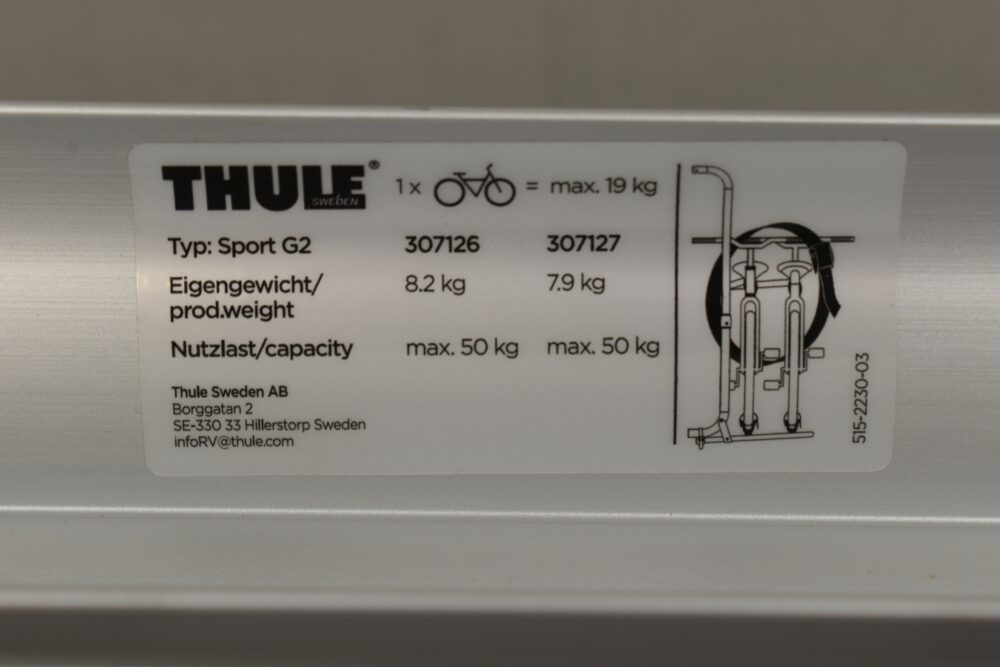 THULE®
SWEDEN
1 x = max. 19 kg
Typ: Sport G2 307126 307127
Eigengewicht/ 8.2 kg 7.9 kg
prod.weight
Nutzlast/capacity max. 50 kg max. 50 kg
Thule Sweden AB
Borggatan 2
SE-330 33 Hillerstorp Sweden
infoRV@thule.com
515-2230-03